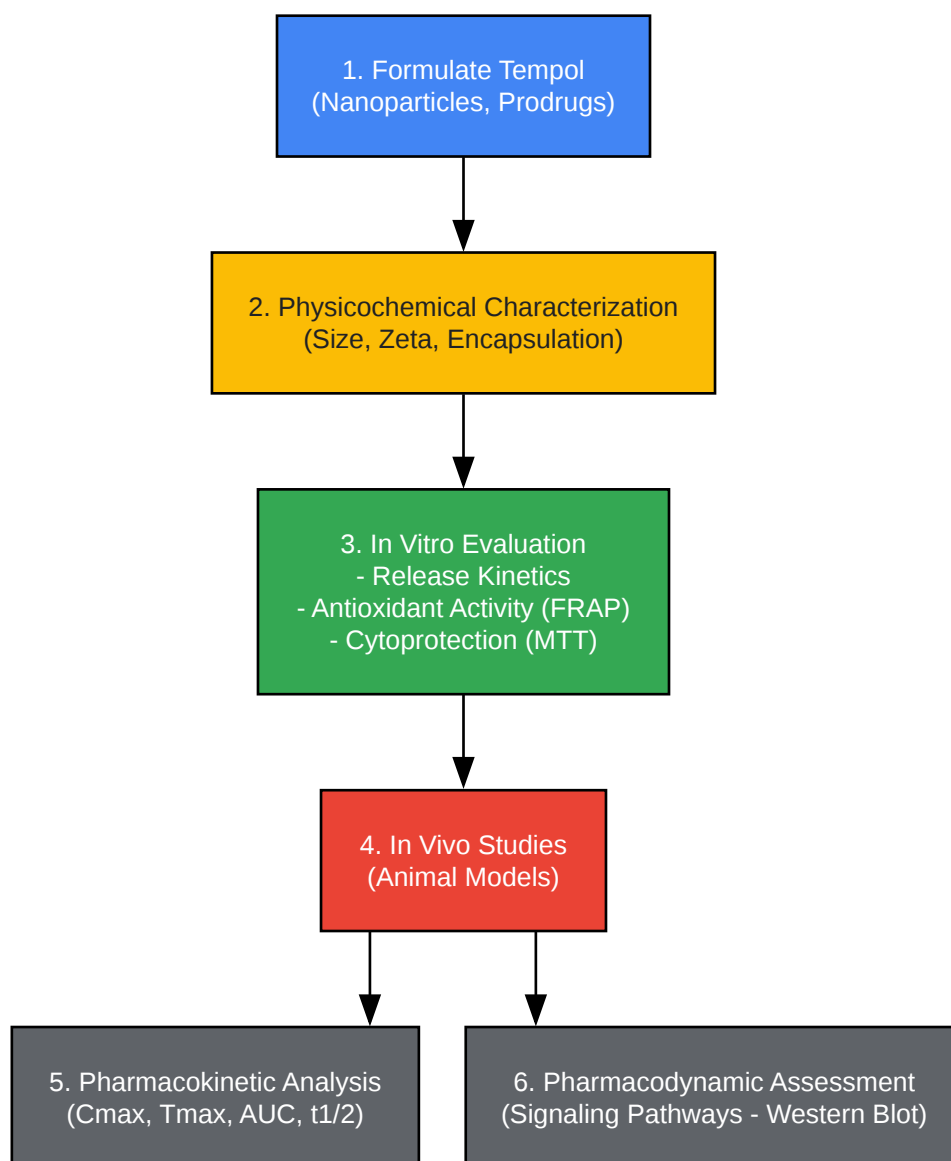 1. Formulate Tempol
(Nanoparticles, Prodrugs)
2. Physicochemical Characterization
(Size, Zeta, Encapsulation)
3. In Vitro Evaluation
- Release Kinetics
- Antioxidant Activity (FRAP)
- Cytoprotection (MTT)
4. In Vivo Studies
(Animal Models)
5. Pharmacokinetic Analysis
(Cmax, Tmax, AUC, t1/2)
6. Pharmacodynamic Assessment
(Signaling Pathways - Western Blot)